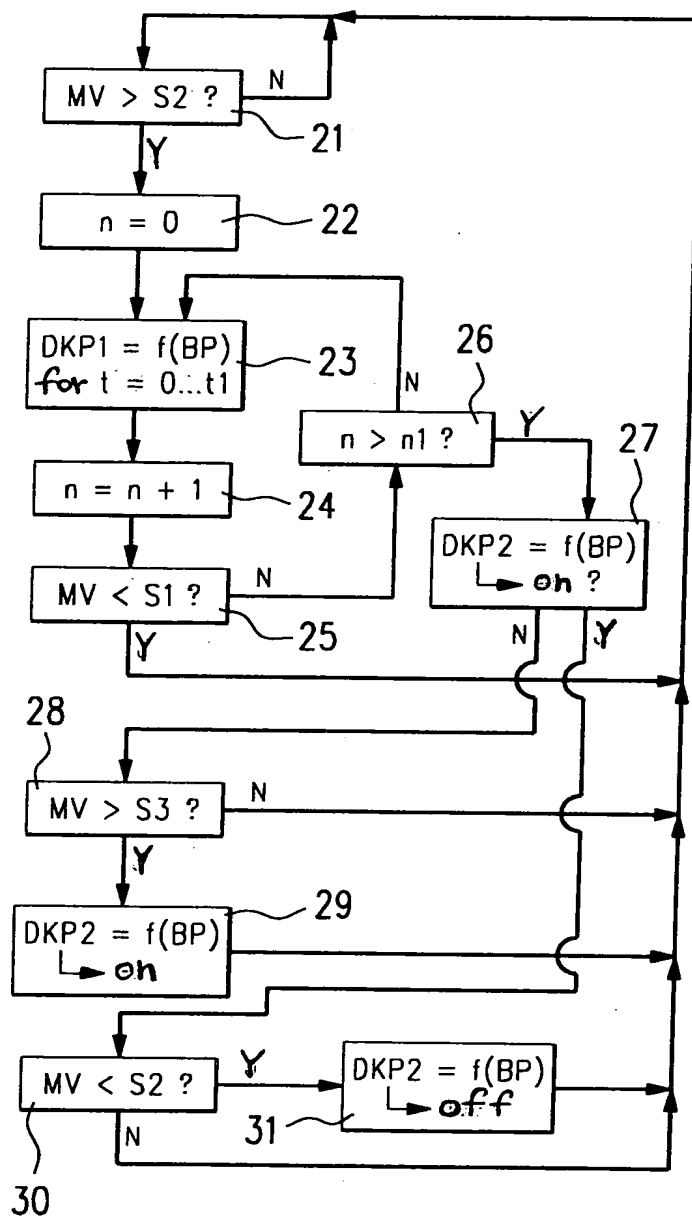 N
MV > S2 ?
21
Y
n = 0
22
DKP1 = f(BP)
for t = 0...t1
23
N
26
n > n1 ?
Y
27
n = n + 1
24
DKP2 = f(BP)
on ?
MV < S1 ?
N
25
Y
N
Y
28
MV > S3 ?
N
Y
29
DKP2 = f(BP)
on
MV < S2 ?
Y
DKP2 = f(BP)
off
31
N
30